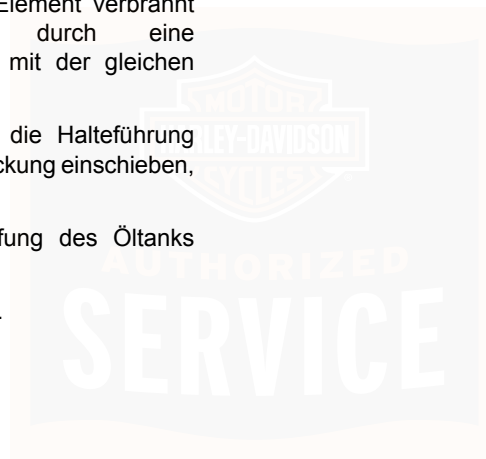 Element verbrannt
durch eine
mit der gleichen
die Halteführung
ckung einschieben,
fung des Öltanks
.
MOTOR
HARLEY-DAVIDSON
CYCLES
AUTHORIZED
SERVICE